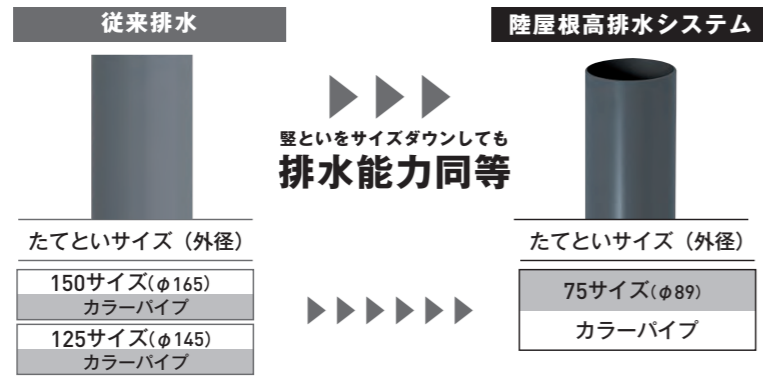 従来排水
陸屋根高排水システム
竪といをサイズダウンしても
排水能力同等
たてといサイズ（外径）
150サイズ(φ165)
カラーパイプ
125サイズ(φ145)
カラーパイプ
たてといサイズ（外径）
75サイズ(φ89)
カラーパイプ